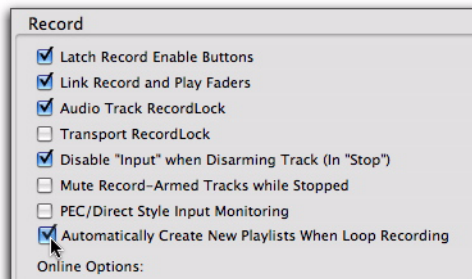 Record
Latch Record Enable Buttons
Link Record and Play Faders
Audio Track RecordLock
Transport RecordLock
Disable "Input" when Disarming Track (In "Stop")
Mute Record-Armed Tracks while Stopped
PEC/Direct Style Input Monitoring
Automatically Create New Playlists When Loop Recording
Online Options: